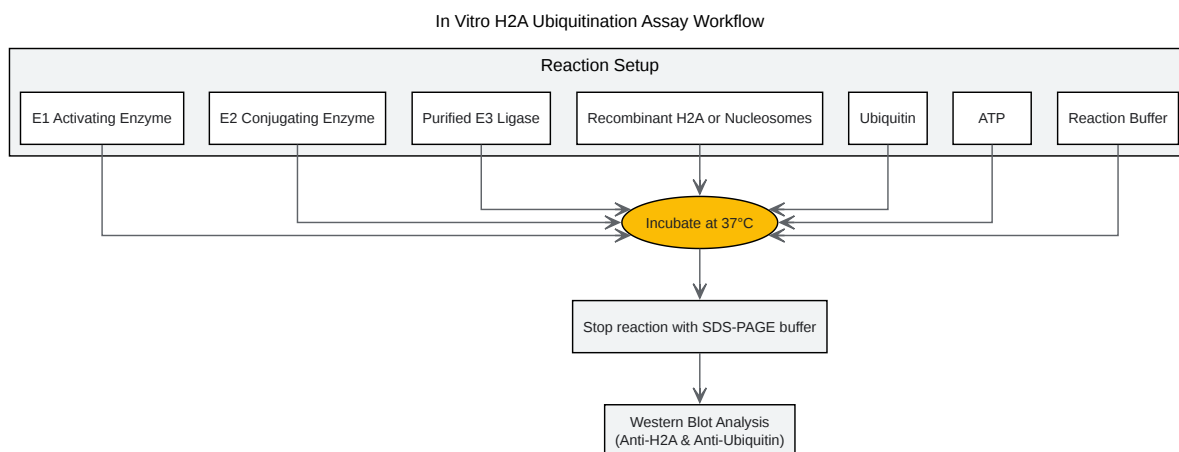 In Vitro H2A Ubiquitination Assay Workflow
Reaction Setup
E1 Activating Enzyme
E2 Conjugating Enzyme
Purified E3 Ligase
Recombinant H2A or Nucleosomes
Ubiquitin
ATP
Reaction Buffer
Incubate at 37°C
Stop reaction with SDS-PAGE buffer
Western Blot Analysis
(Anti-H2A & Anti-Ubiquitin)